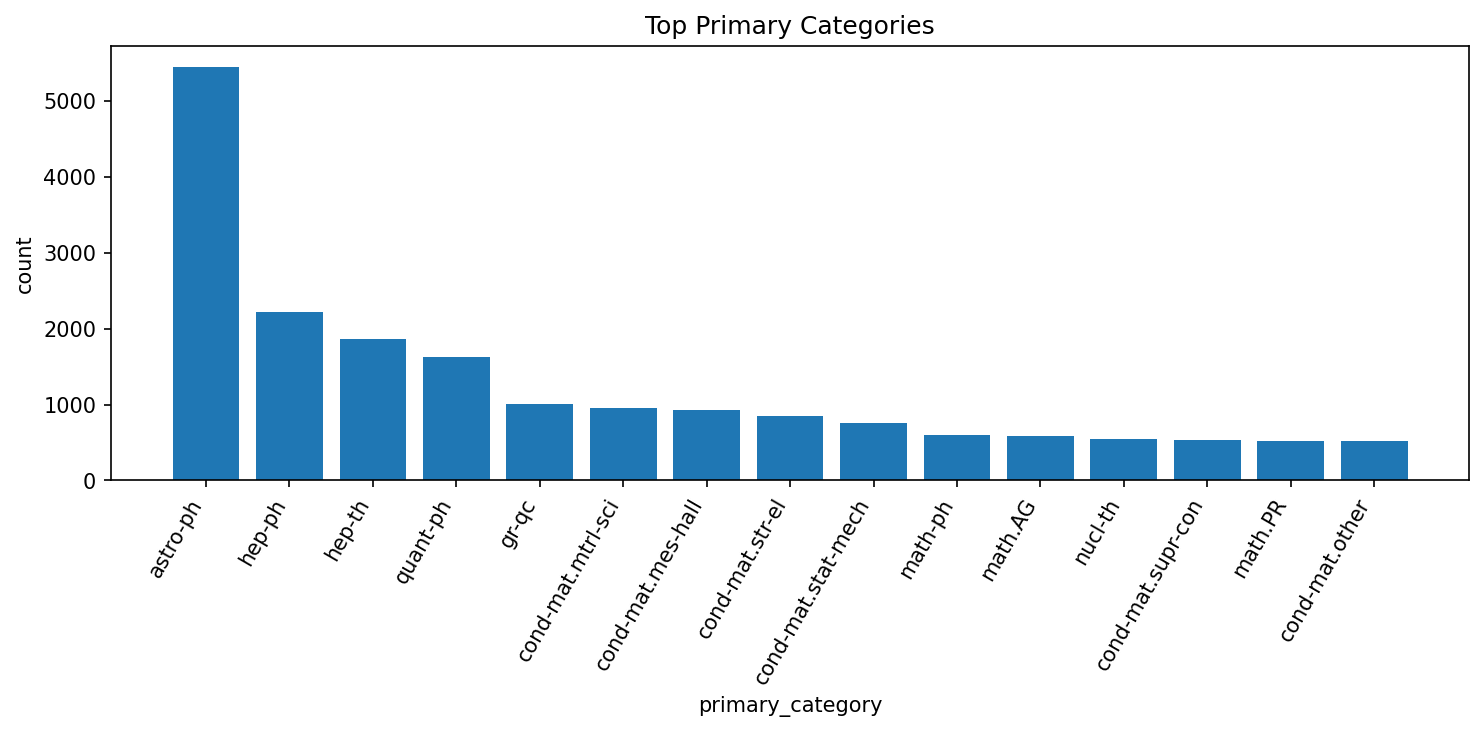 Top Primary Categories
count
5000
4000
3000
2000
1000
0
astro-ph
hep-ph
hep-th
quant-ph
gr-qc
cond-mat.mtrl-sci
cond-mat.mes-hall
cond-mat.str-el
cond-mat.stat-mech
math-ph
math.AG
nucl-th
cond-mat.supr-con
math.PR
cond-mat.other
primary_category